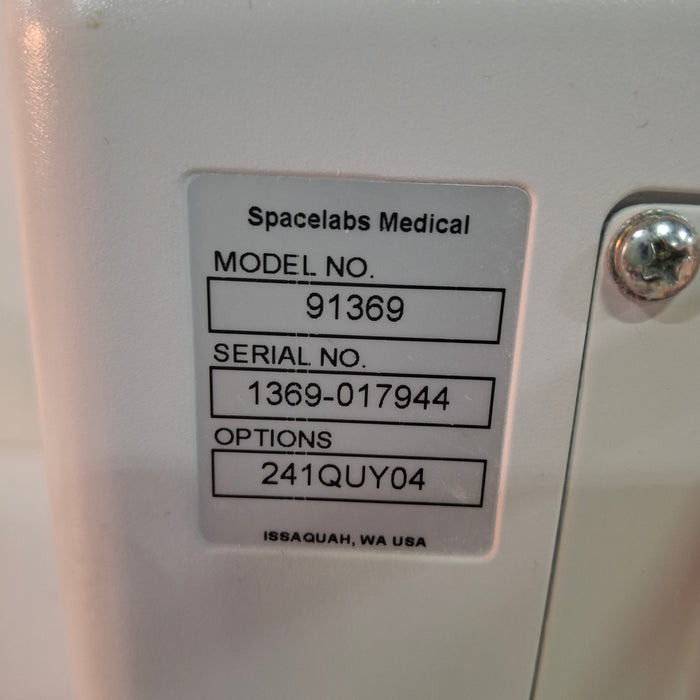 Spacelabs Medical
MODEL NO.
91369
SERIAL NO.
1369-017944
OPTIONS
241QUY04
ISSAQUAH, WA USA